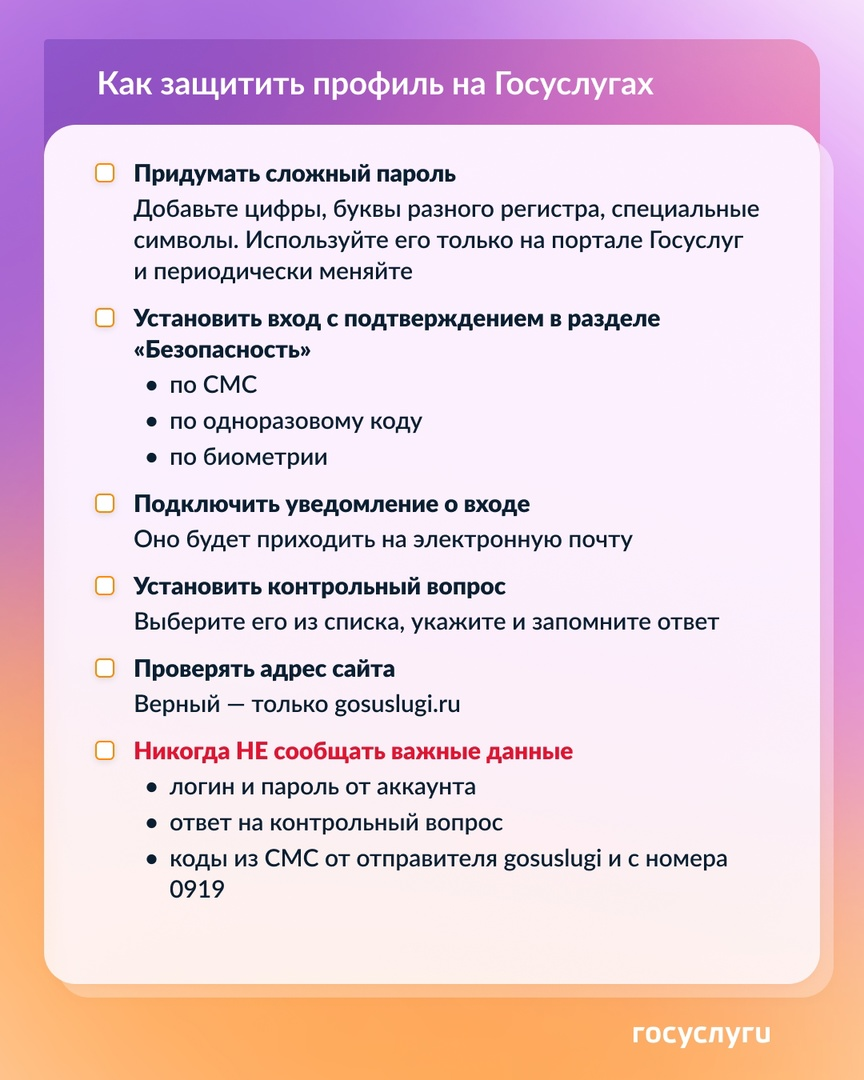 Как защитить профиль на Госуслугах
Придумать сложный пароль
Добавьте цифры, буквы разного регистра, специальные
символы. Используйте его только на портале Госуслуг
и периодически меняйте
Установить вход с подтверждением в разделе
«Безопасность»
• по СМС
• по одноразовому коду
• по биометрии
Подключить уведомление о входе
Оно будет приходить на электронную почту
Установить контрольный вопрос
Выберите его из списка, укажите и запомните ответ
Проверять адрес сайта
Верный — только gosuslugi.ru
Никогда НЕ сообщать важные данные
• логин и пароль от аккаунта
• ответ на контрольный вопрос
• коды из СМС от отправителя gosuslugi и с номера
0919
госуслуги